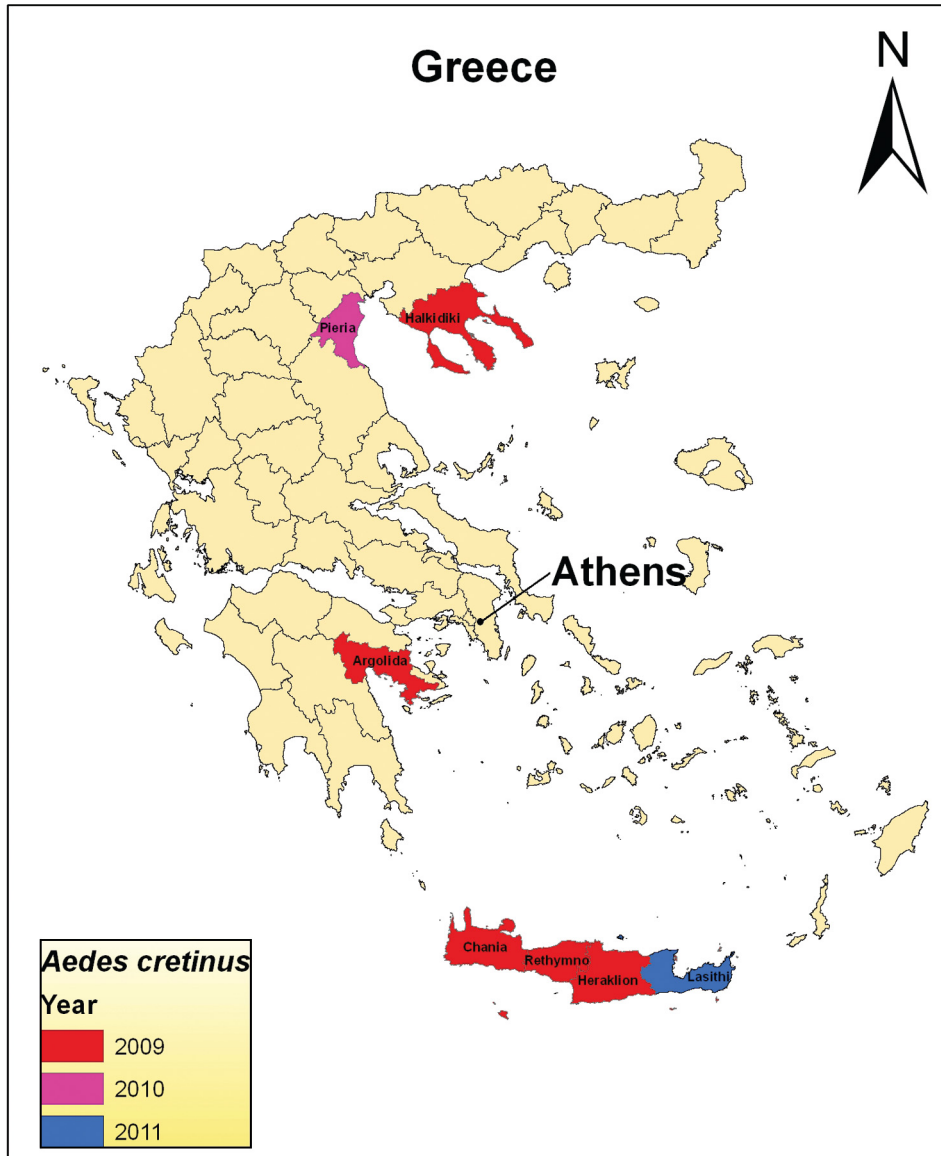 Greece
N
Pieria
Halkidiki
Athens
Argolida
Chania
Rethymno
Heraklion
Lasithi
Aedes cretinus
Year
2009
2010
2011